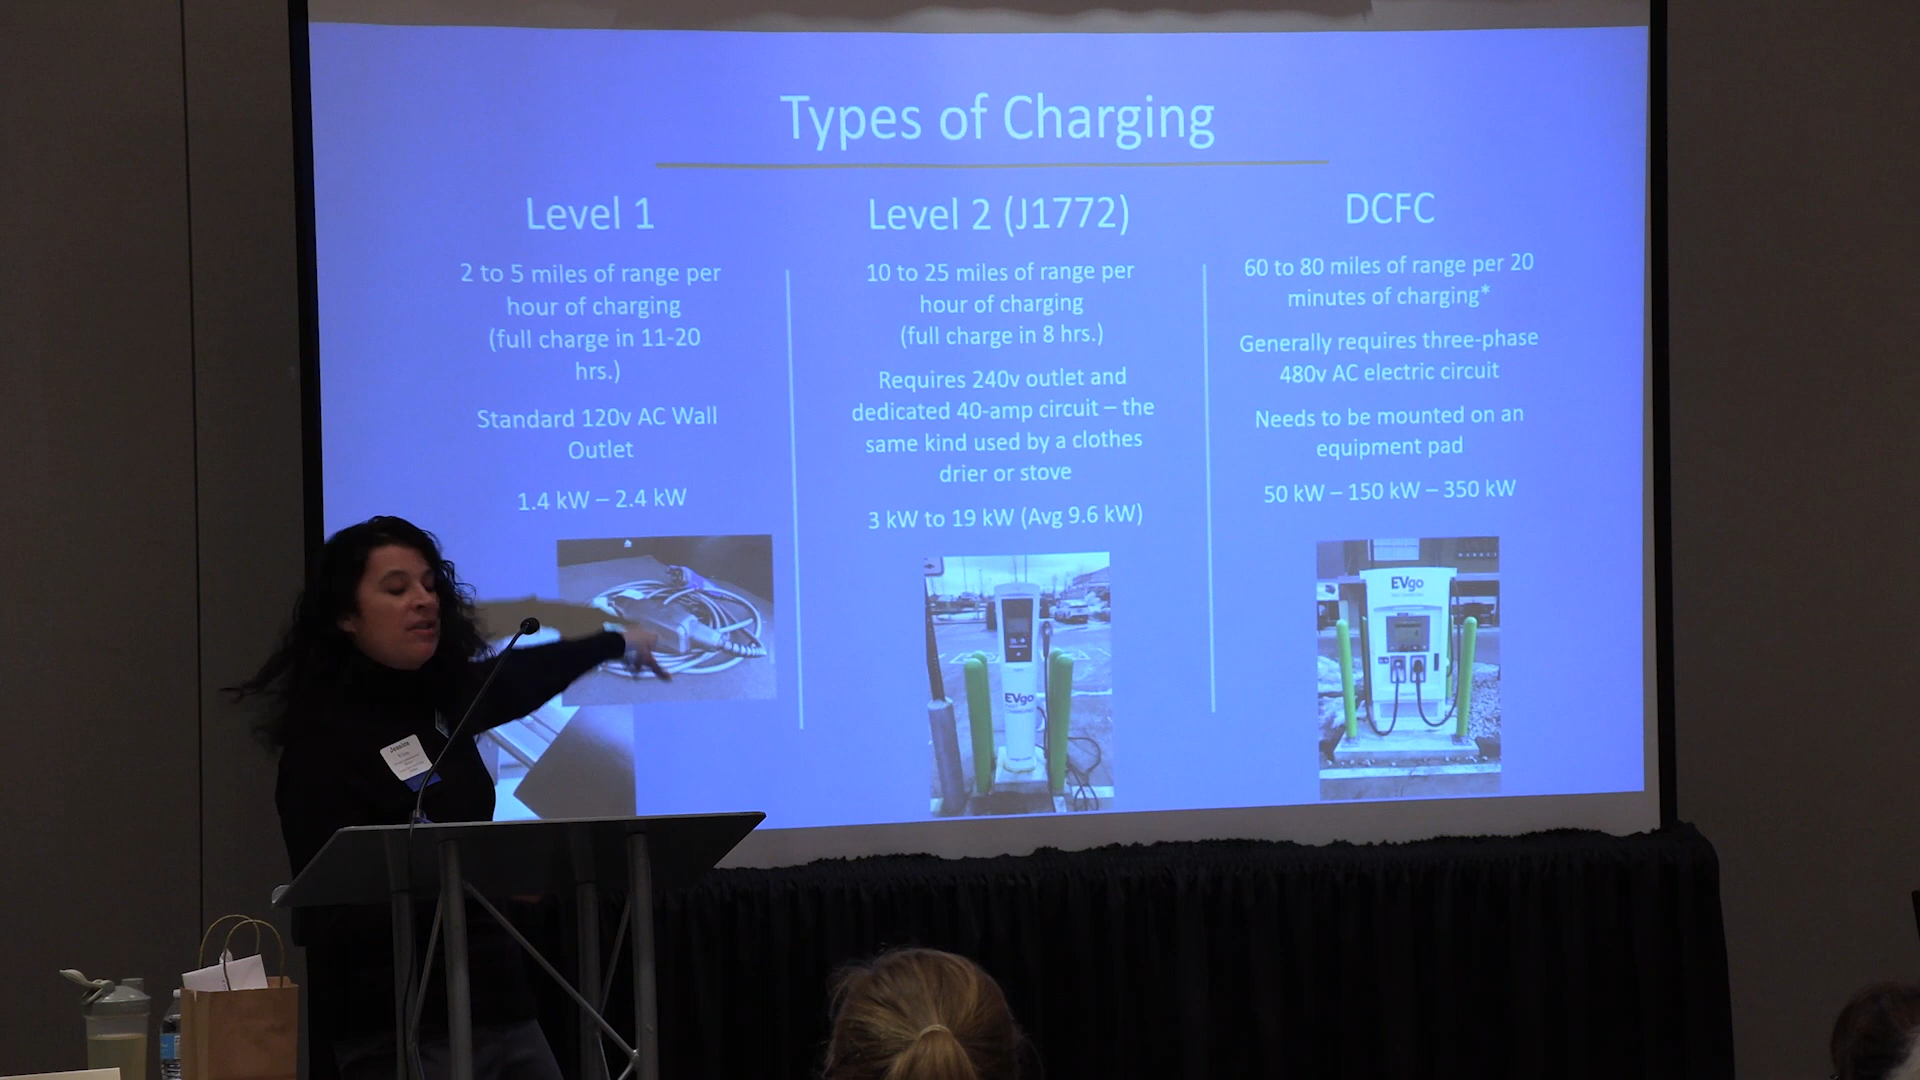 Types of Charging
Level 1
2 to 5 miles of range per
hour of charging
(full charge in 11-20
hrs.)
Standard 120v AC Wall
Outlet
1.4 kW – 2.4 kW
Level 2 (J1772)
10 to 25 miles of range per
hour of charging
(full charge in 8 hrs.)
Requires 240v outlet and
dedicated 40-amp circuit – the
same kind used by a clothes
drier or stove
3 kW to 19 kW (Avg 9.6 kW)
EVgo
DCFC
60 to 80 miles of range per 20
minutes of charging*
Generally requires three-phase
480v AC electric circuit
Needs to be mounted on an
equipment pad
50 kW – 150 kW – 350 kW
EVgo
Jessica